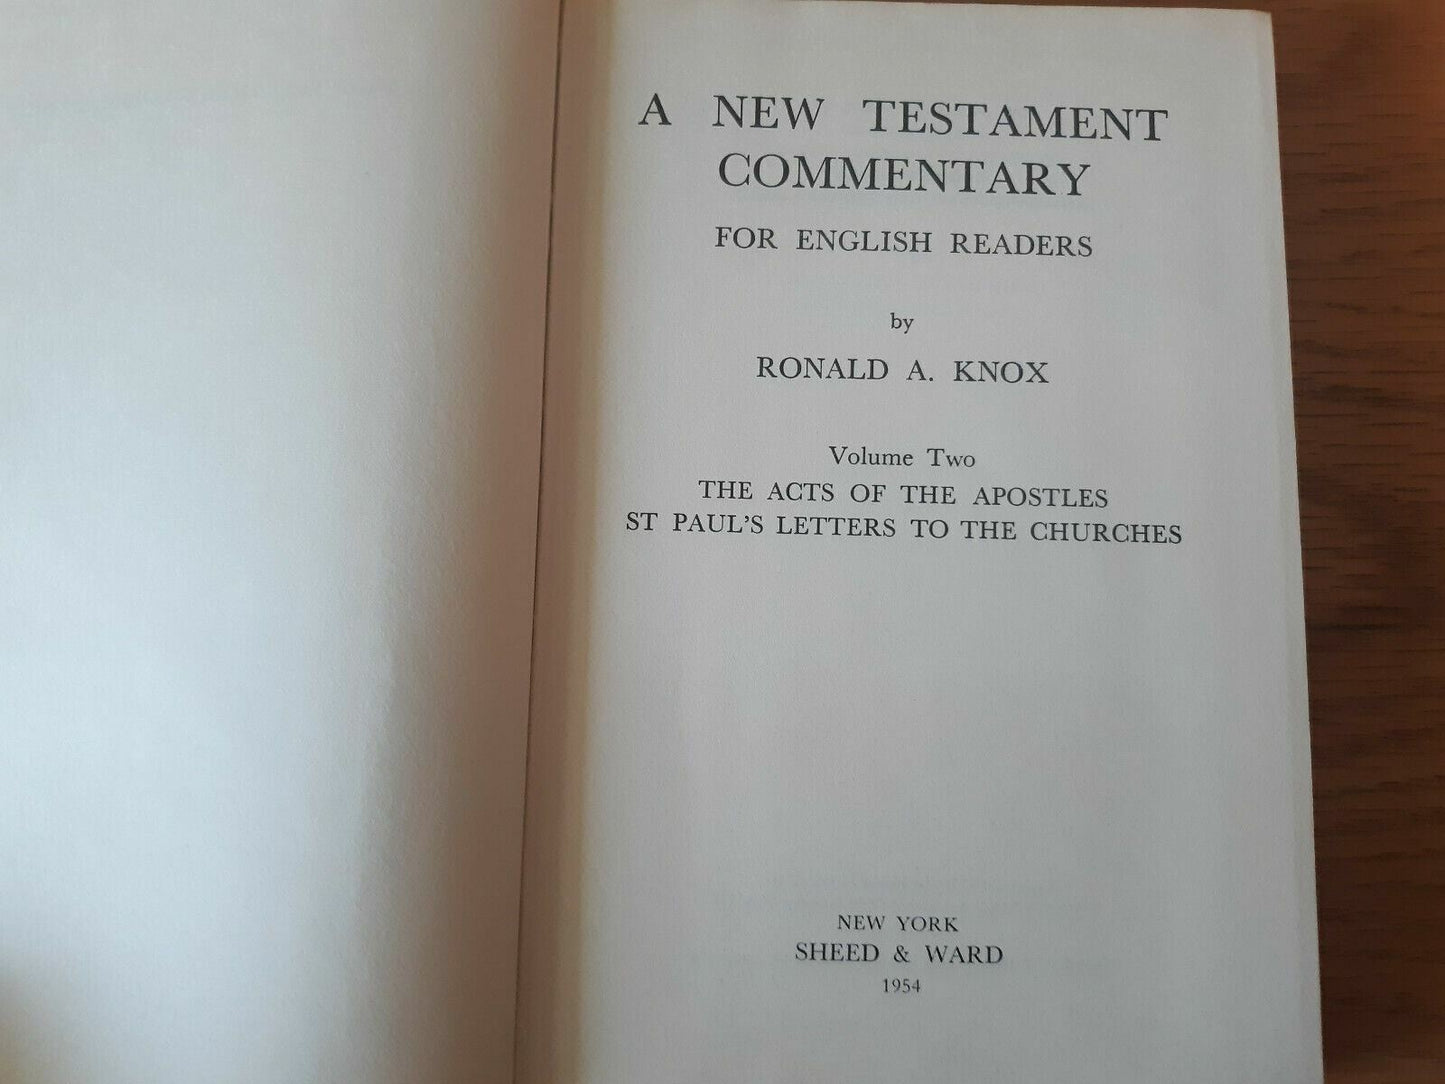 A NEW TESTAMENT
COMMENTARY
FOR ENGLISH READERS
by
RONALD A. KNOX
Volume Two
THE ACTS OF THE APOSTLES
ST PAUL'S LETTERS TO THE CHURCHES
NEW YORK
SHEED & WARD
1954